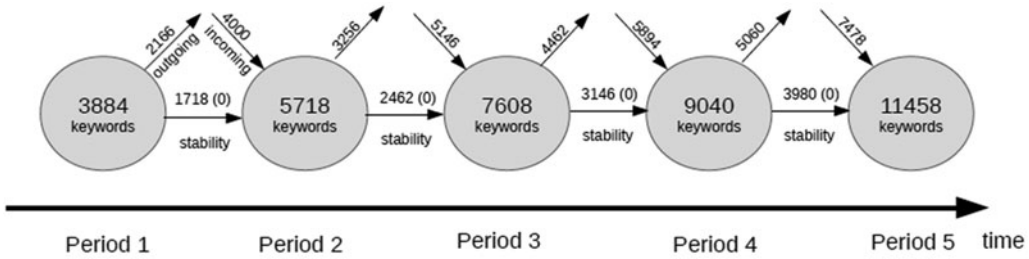 2166
outgoing
4000
incoming
3256
5146
4462
5894
5060
7478
3884
keywords
1718 (0)
stability
5718
keywords
2462 (0)
stability
7608
keywords
3146 (0)
stability
9040
keywords
3980 (0)
stability
11458
keywords
Period 1
Period 2
Period 3
Period 4
Period 5
time